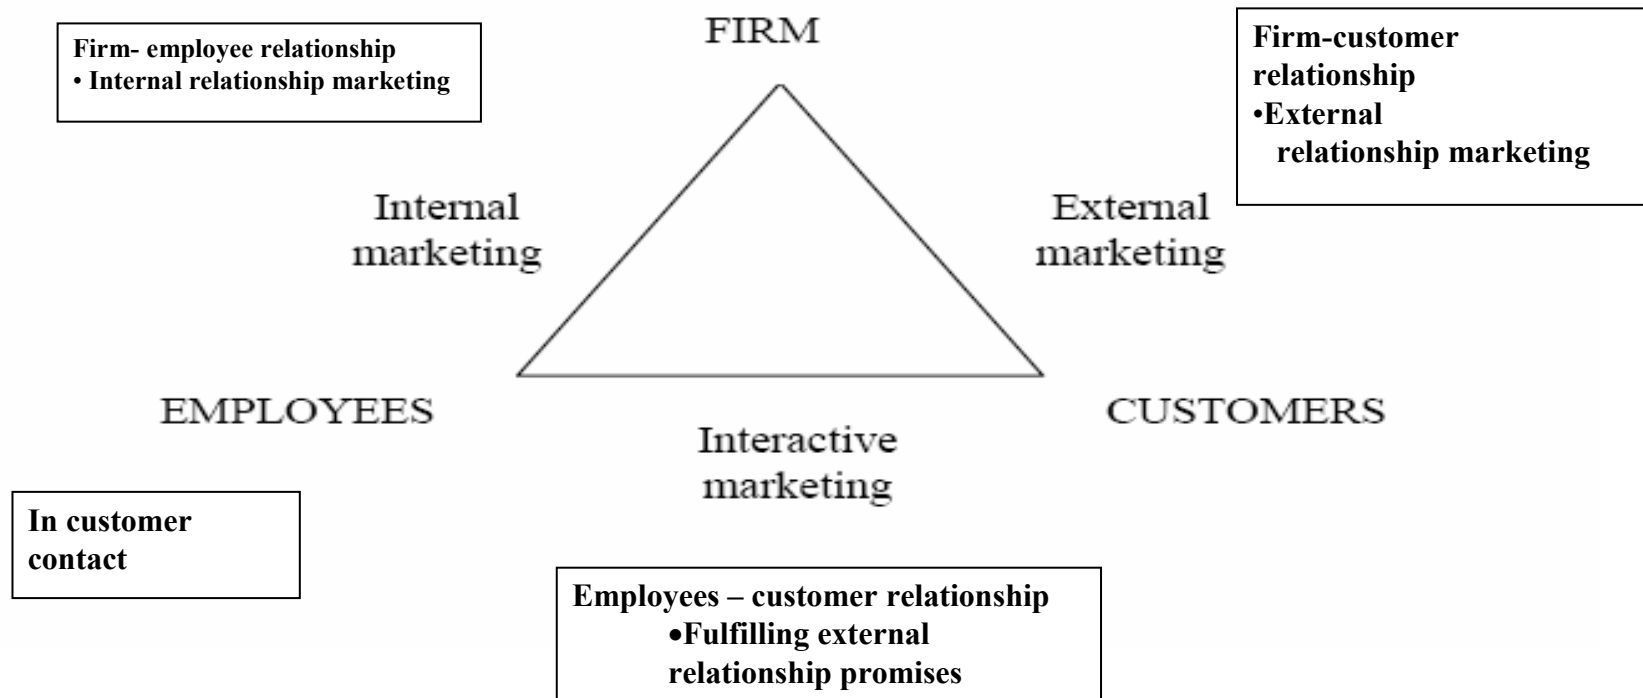 FIRM
Firm- employee relationship
• Internal relationship marketing
Firm-customer
relationship
•External
relationship marketing
Internal
marketing
External
marketing
EMPLOYEES
CUSTOMERS
Interactive
marketing
In customer
contact
Employees – customer relationship
•Fulfilling external
relationship promises